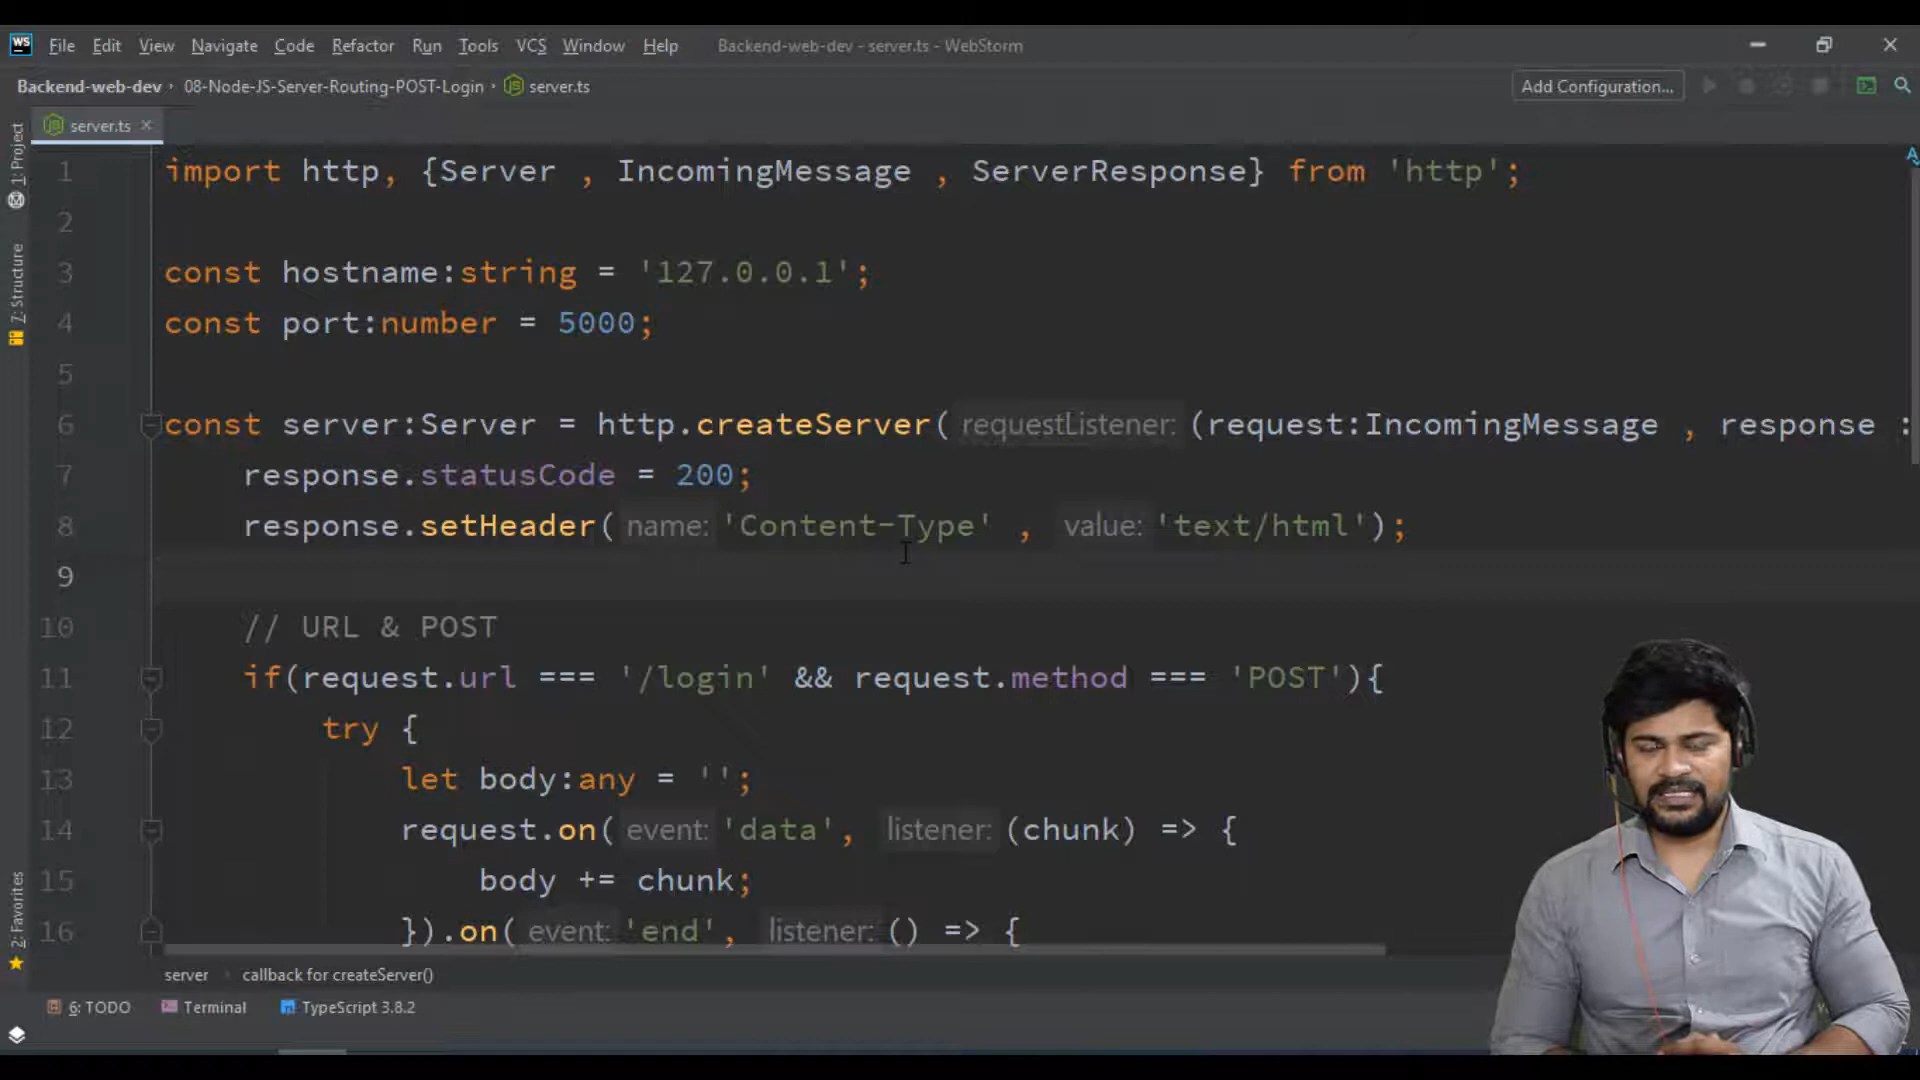 WS File Edit View Navigate Code Refactor Run Tools VCS Window Help Backend-web-dev - server.ts - WebStorm
Backend-web-dev › 08-Node-JS-Server-Routing-POST-Login › JS server.ts Add Configuration...
JS server.ts
1: Project
7: Structure
2: Favorites
1 import http, {Server , IncomingMessage , ServerResponse} from 'http';
2
3 const hostname:string = '127.0.0.1';
4 const port:number = 5000;
5
6 const server:Server = http.createServer( requestListener: (request:IncomingMessage , response :
7 response.statusCode = 200;
8 response.setHeader( name: 'Content-Type' , value: 'text/html');
9
10 // URL & POST
11 if(request.url === '/login' && request.method === 'POST'){
12 try {
13 let body:any = '';
14 request.on( event: 'data', listener: (chunk) => {
15 body += chunk;
16 }).on( event: 'end', listener: () => {
server › callback for createServer()
6: TODO Terminal TypeScript 3.8.2